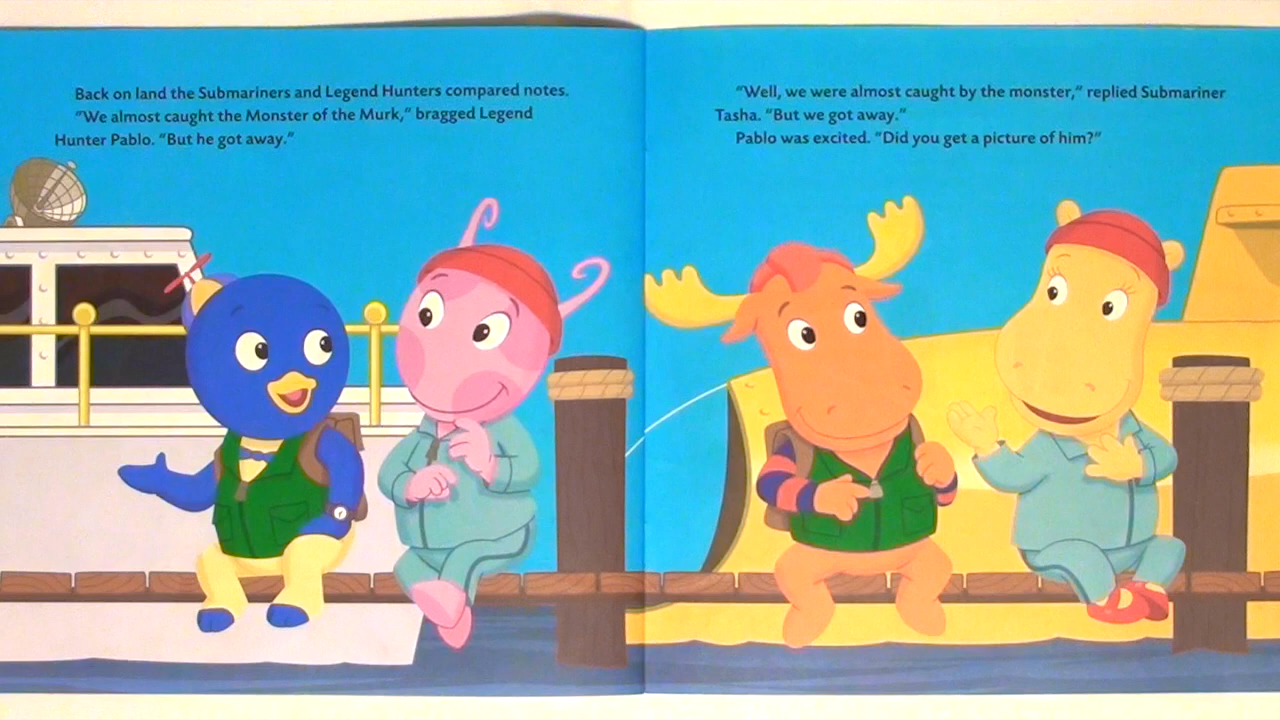 Back on land the Submariners and Legend Hunters compared notes.
“We almost caught the Monster of the Murk,” bragged Legend
Hunter Pablo. “But he got away.”
“Well, we were almost caught by the monster,” replied Submariner
Tasha. “But we got away.”
Pablo was excited. “Did you get a picture of him?”